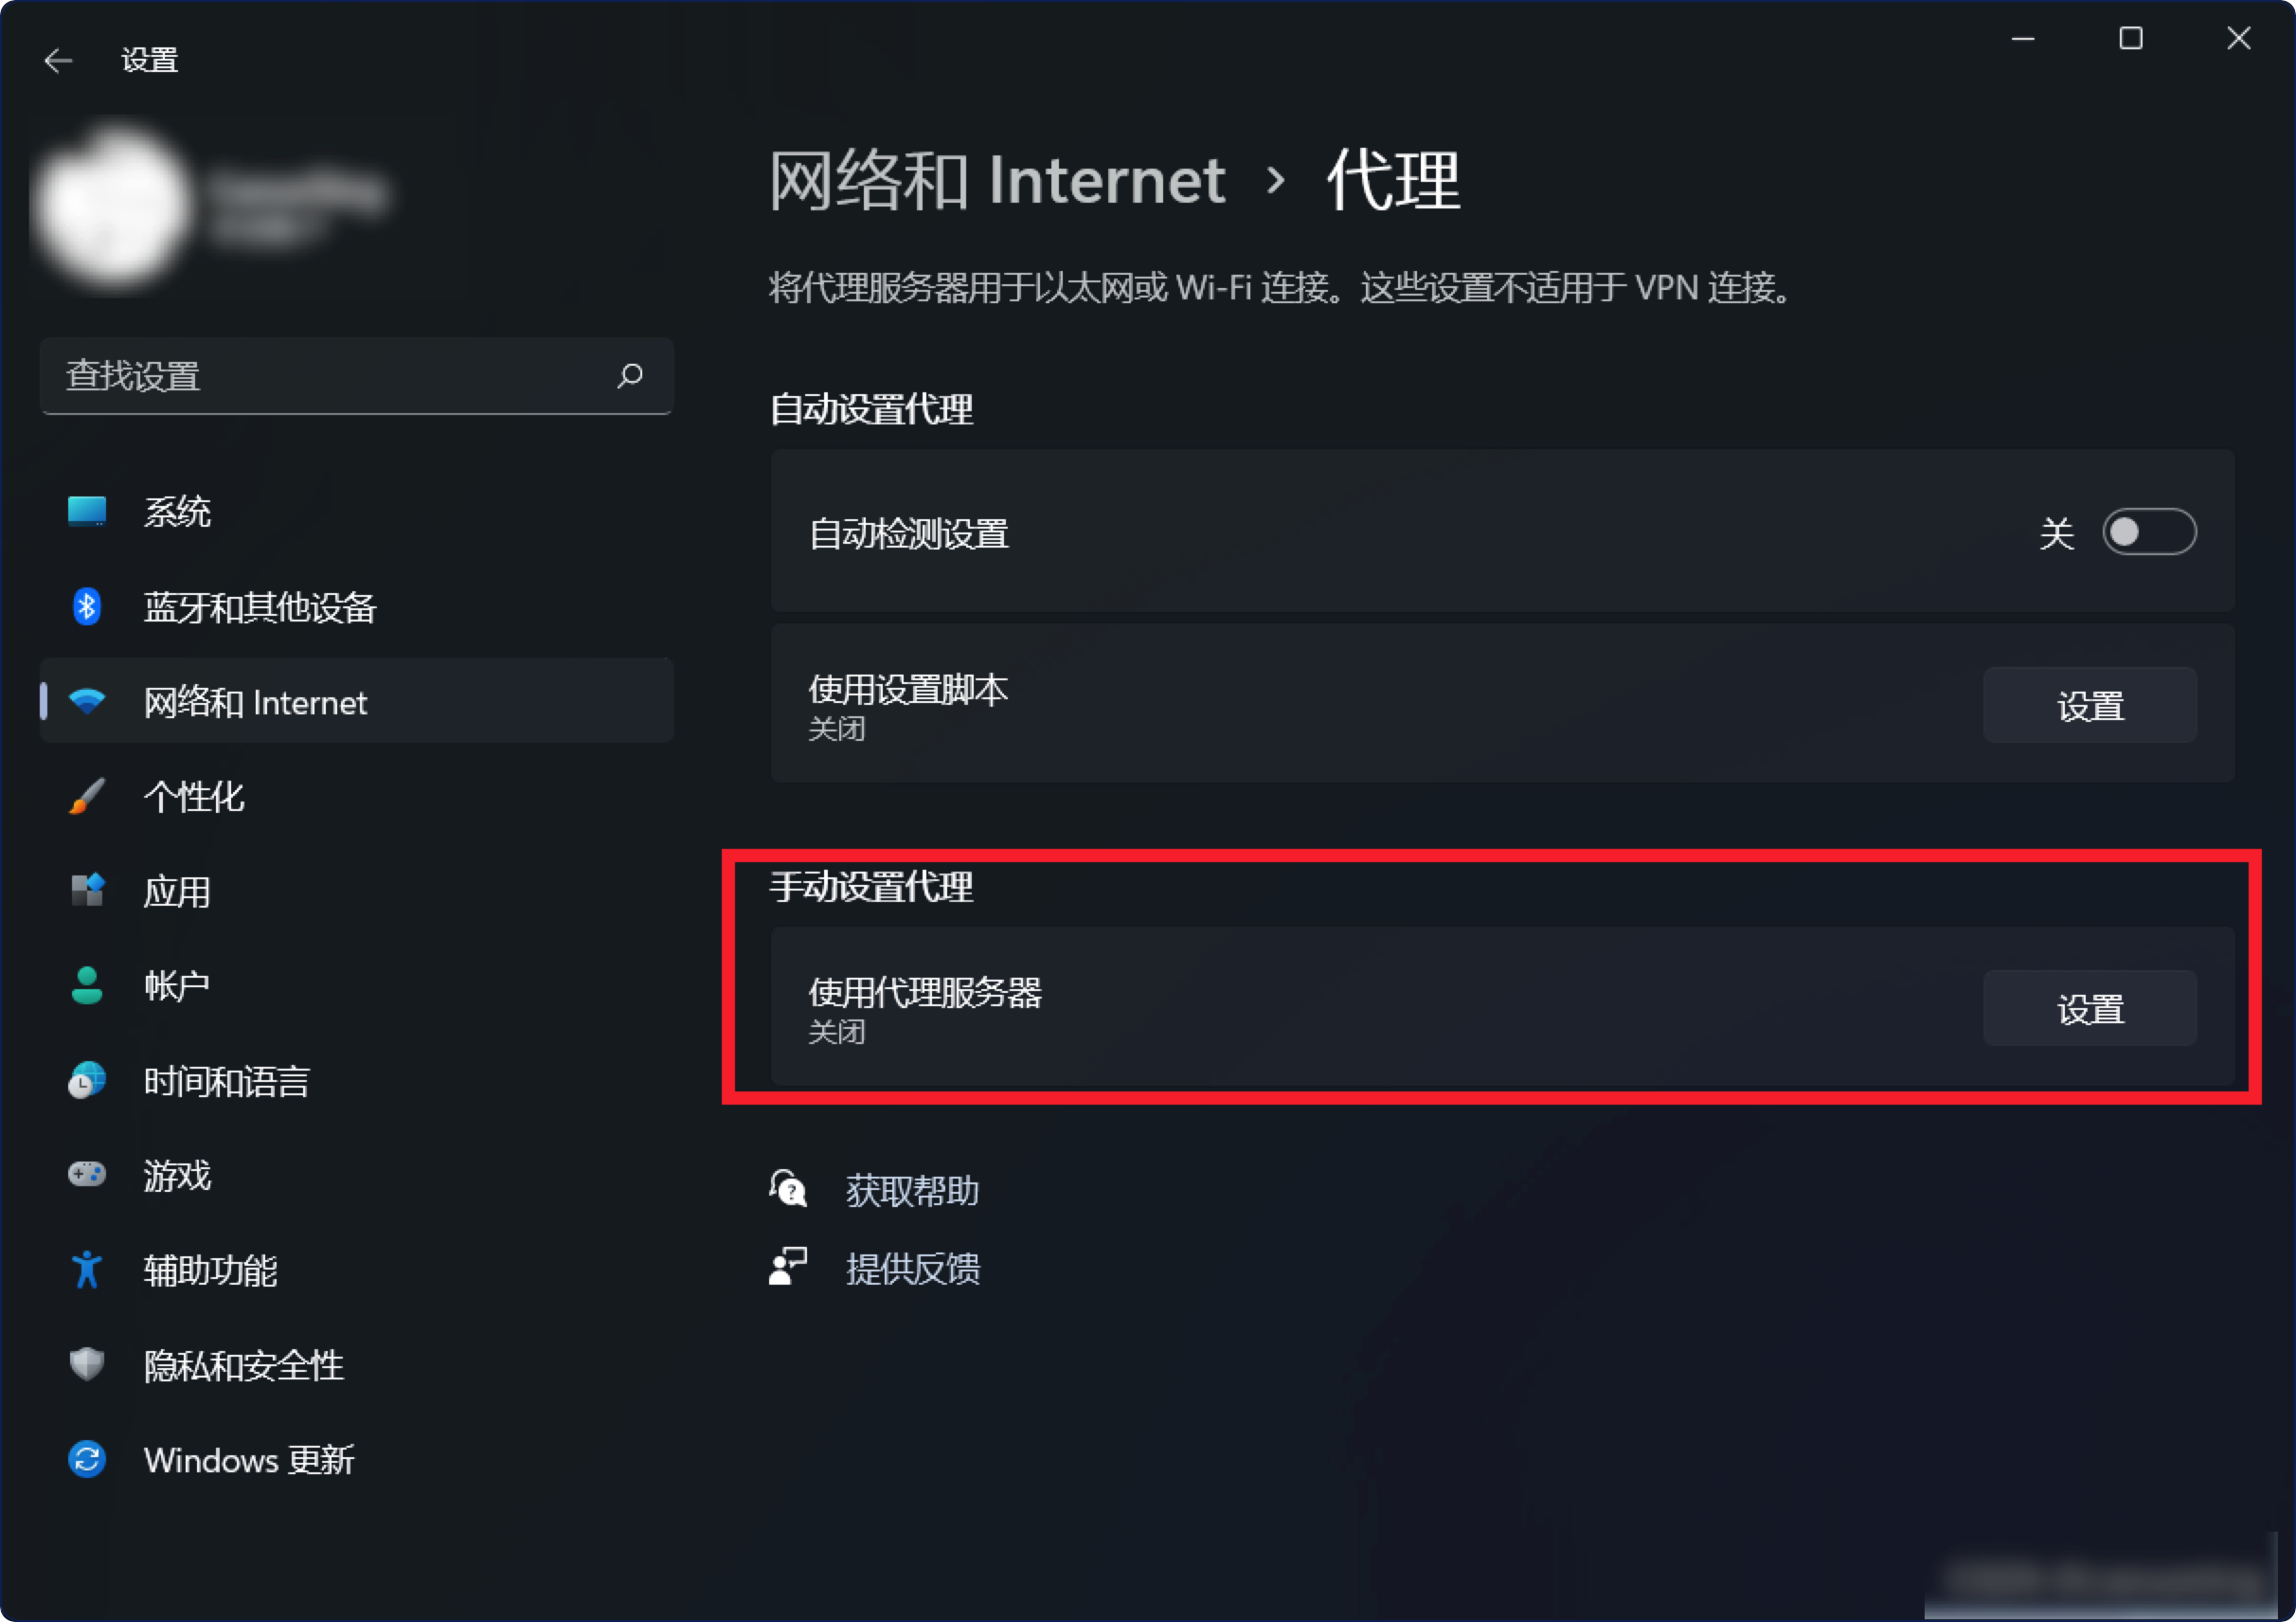 设置
查找设置
系统
蓝牙和其他设备
网络和 Internet
个性化
应用
帐户
时间和语言
游戏
辅助功能
隐私和安全性
Windows 更新
网络和 Internet › 代理
将代理服务器用于以太网或 Wi-Fi 连接。这些设置不适用于 VPN 连接。
自动设置代理
自动检测设置
关
使用设置脚本
关闭
设置
手动设置代理
使用代理服务器
关闭
设置
获取帮助
提供反馈